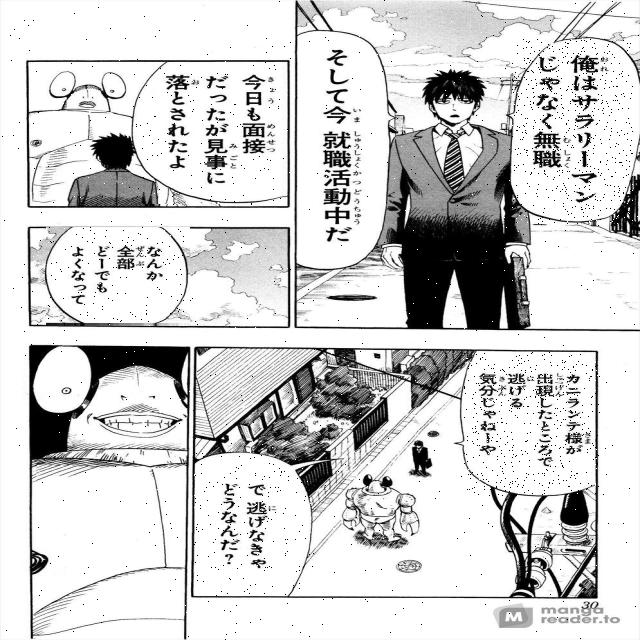 俺はサラリーマン
じゃなく無職
そして今 就職活動中だ
今日も面接
だったが見事に
落とされたよ
なんか
全部
どーでも
よくなって
カニランテ様が
出現したところで
逃げる
気分じゃねーや
で 逃げなきゃ
どうなんだ？
30
manga
reader.to